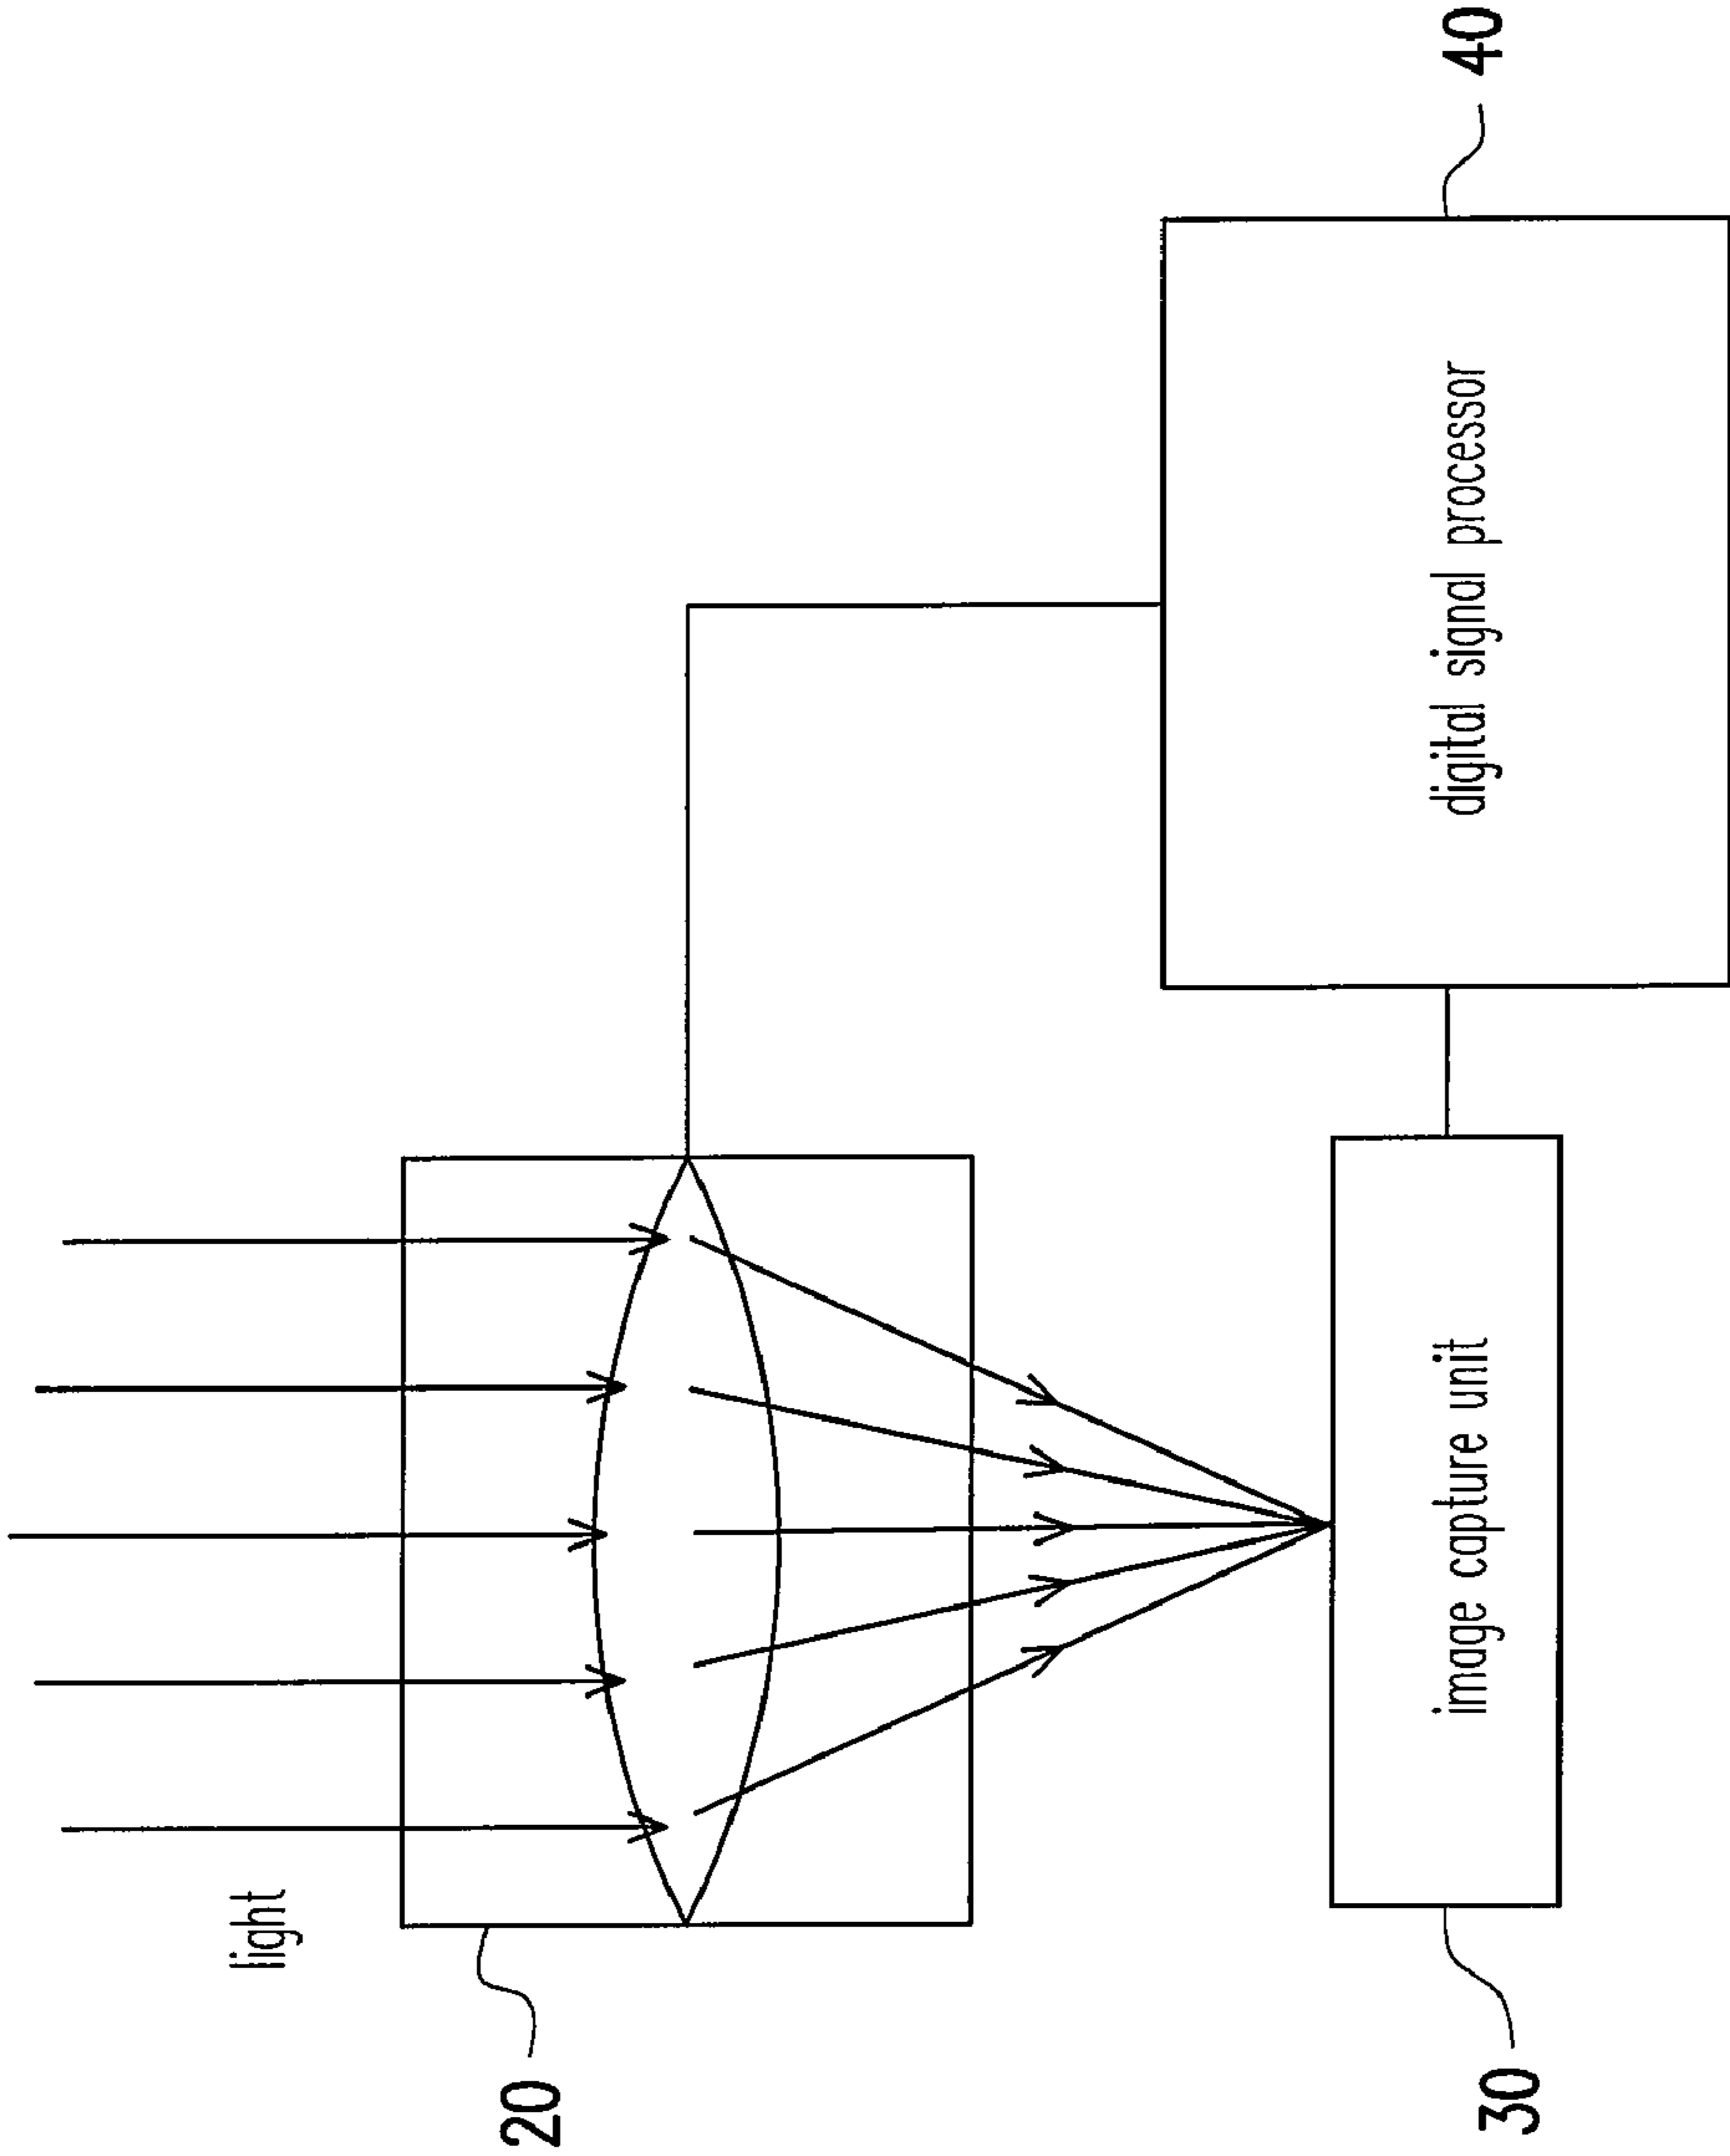 light
20
30
image capture unit
digital signal processor
40